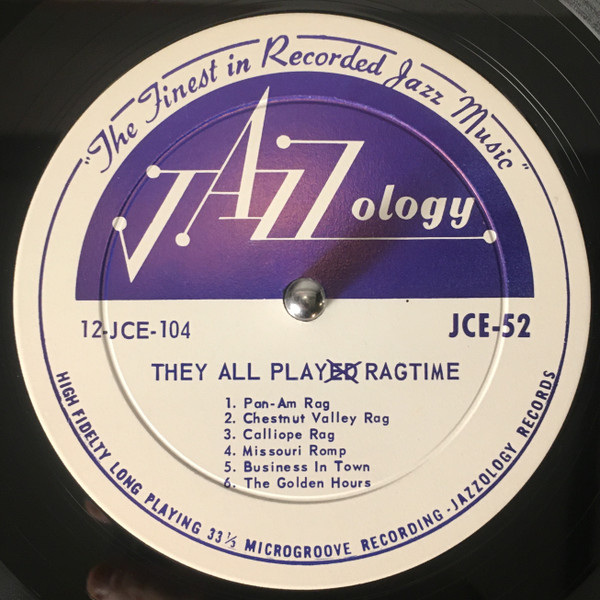 "The Finest in Recorded Jazz Music"
JAZZology
12-JCE-104
JCE-52
THEY ALL PLAYED RAGTIME
1. Pan-Am Rag
2. Chestnut Valley Rag
3. Calliope Rag
4. Missouri Romp
5. Business In Town
6. The Golden Hours
HIGH FIDELTY LONG PLAYING 33⅓ MICROGROOVE RECORDING - JAZZOLOGY RECORDS